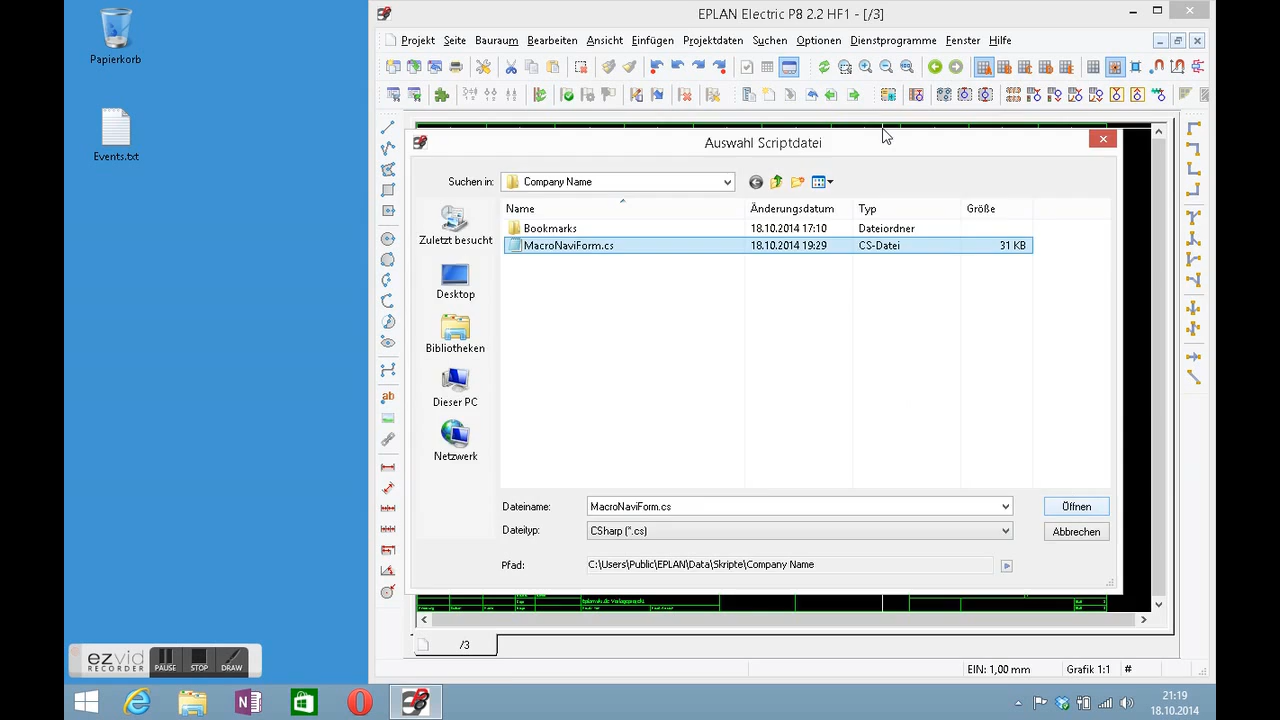 Papierkorb
Events.txt
EPLAN Electric P8 2.2 HF1 - [/3]
Projekt Seite Bauraum Bearbeiten Ansicht Einfügen Projektdaten Suchen Optionen Dienstprogramme Fenster Hilfe
Auswahl Scriptdatei
Suchen in: Company Name
Name Änderungsdatum Typ Größe
Bookmarks 18.10.2014 17:10 Dateiordner
MacroNaviForm.cs 18.10.2014 19:29 CS-Datei 31 KB
Zuletzt besucht
Desktop
Bibliotheken
Dieser PC
Netzwerk
Dateiname: MacroNaviForm.cs Öffnen
Dateityp: CSharp (*.cs) Abbrechen
Pfad: C:\Users\Public\EPLAN\Data\Skripte\Company Name
ab
/3
EIN: 1,00 mm Grafik 1:1 #
ezvid
RECORDER
PAUSE STOP DRAW
21:19
18.10.2014